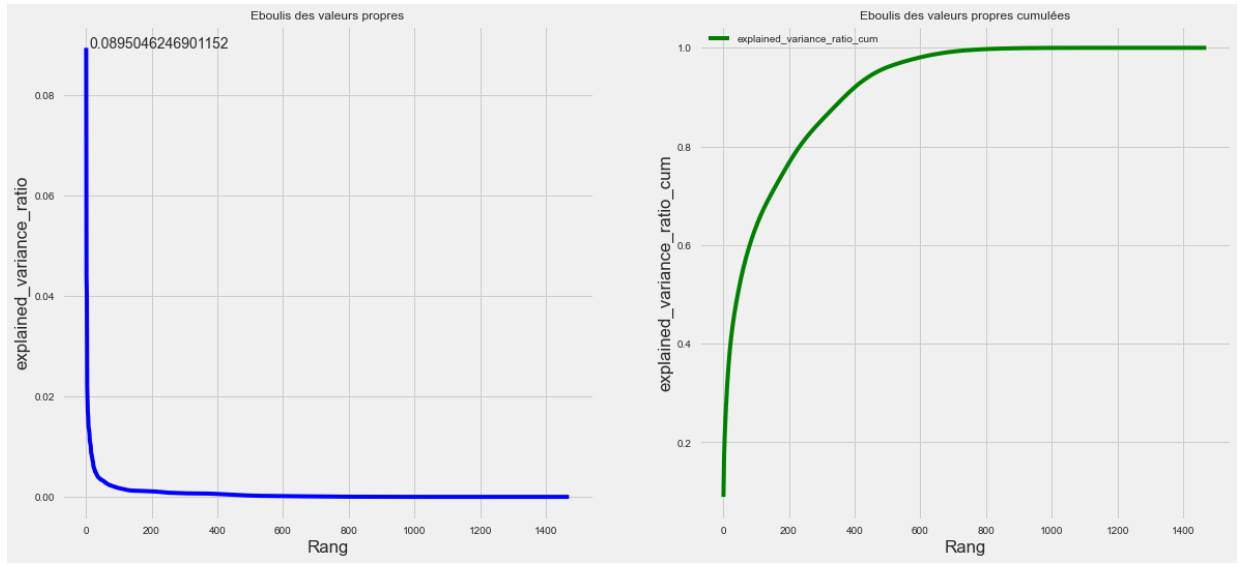 Eboulis des valeurs propres
0.0895046246901152
0.08
0.06
0.04
0.02
0.00
explained_variance_ratio
0 200 400 600 800 1000 1200 1400
Rang
Eboulis des valeurs propres cumulées
explained_variance_ratio_cum
1.0
0.8
0.6
0.4
0.2
explained_variance_ratio_cum
0 200 400 600 800 1000 1200 1400
Rang